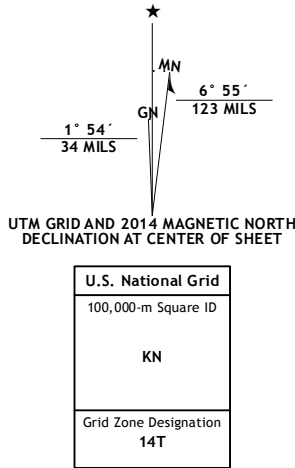 ★
MN
GN
6° 55´
123 MILS
1° 54´
34 MILS
UTM GRID AND 2014 MAGNETIC NORTH
DECLINATION AT CENTER OF SHEET
U.S. National Grid
100,000-m Square ID
KN
Grid Zone Designation
14T